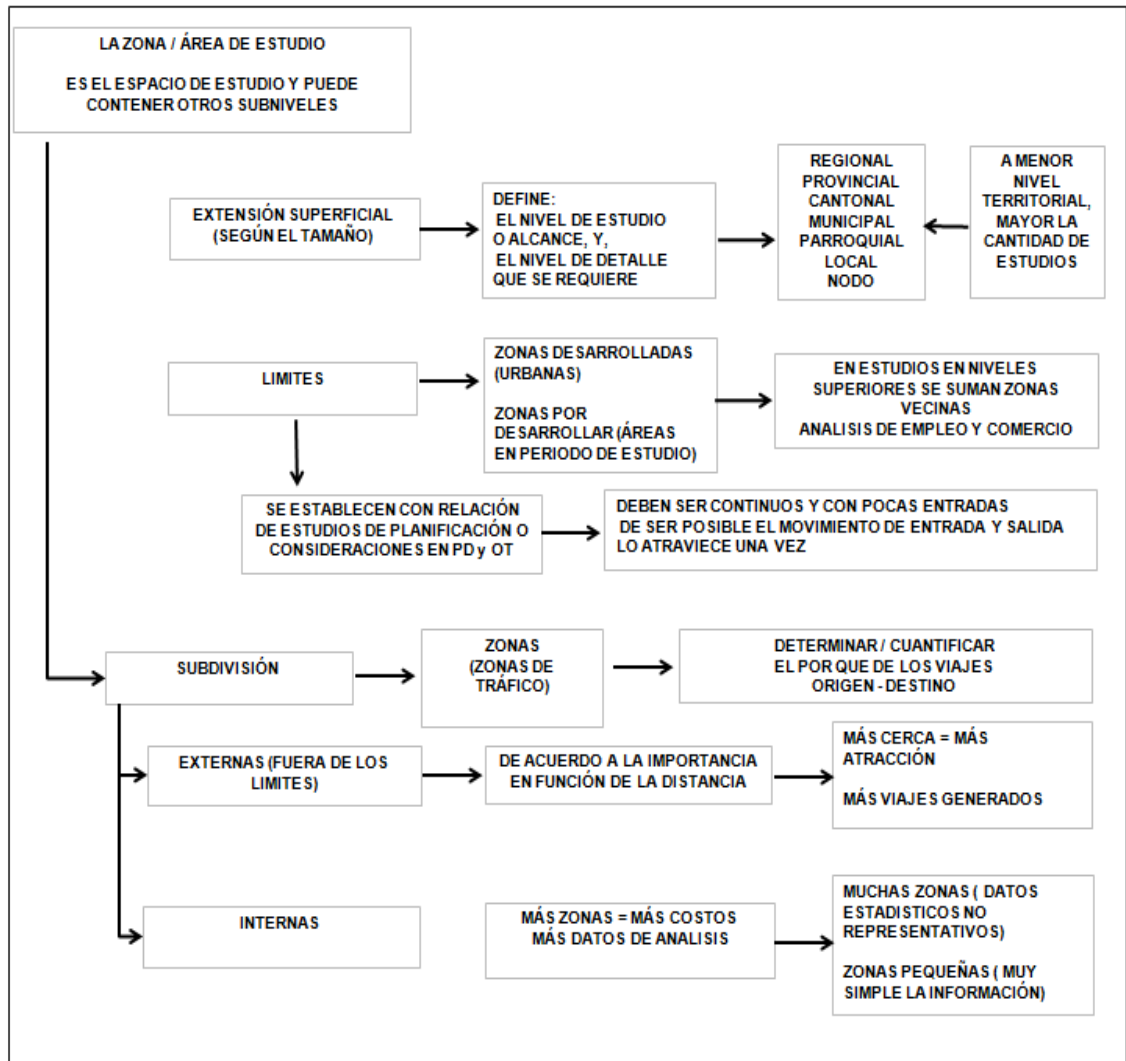 LA ZONA / ÁREA DE ESTUDIO
ES EL ESPACIO DE ESTUDIO Y PUEDE
CONTENER OTROS SUBNIVELES
EXTENSIÓN SUPERFICIAL
(SEGÚN EL TAMAÑO)
DEFINE:
EL NIVEL DE ESTUDIO
O ALCANCE, Y,
EL NIVEL DE DETALLE
QUE SE REQUIERE
REGIONAL
PROVINCIAL
CANTONAL
MUNICIPAL
PARROQUIAL
LOCAL
NODO
A MENOR
NIVEL
TERRITORIAL,
MAYOR LA
CANTIDAD DE
ESTUDIOS
LIMITES
ZONAS DESARROLLADAS
(URBANAS)
ZONAS POR
DESARROLLAR (ÁREAS
EN PERIODO DE ESTUDIO)
EN ESTUDIOS EN NIVELES
SUPERIORES SE SUMAN ZONAS
VECINAS
ANALISIS DE EMPLEO Y COMERCIO
SE ESTABLECEN CON RELACIÓN
DE ESTUDIOS DE PLANIFICACIÓN O
CONSIDERACIONES EN PD y OT
DEBEN SER CONTINUOS Y CON POCAS ENTRADAS
DE SER POSIBLE EL MOVIMIENTO DE ENTRADA Y SALIDA
LO ATRAVIECE UNA VEZ
SUBDIVISIÓN
ZONAS
(ZONAS DE
TRÁFICO)
DETERMINAR / CUANTIFICAR
EL POR QUE DE LOS VIAJES
ORIGEN - DESTINO
EXTERNAS (FUERA DE LOS
LIMITES)
DE ACUERDO A LA IMPORTANCIA
EN FUNCIÓN DE LA DISTANCIA
MÁS CERCA = MÁS
ATRACCIÓN
MÁS VIAJES GENERADOS
INTERNAS
MÁS ZONAS = MÁS COSTOS
MÁS DATOS DE ANALISIS
MUCHAS ZONAS ( DATOS
ESTADISTICOS NO
REPRESENTATIVOS)
ZONAS PEQUEÑAS ( MUY
SIMPLE LA INFORMACIÓN)